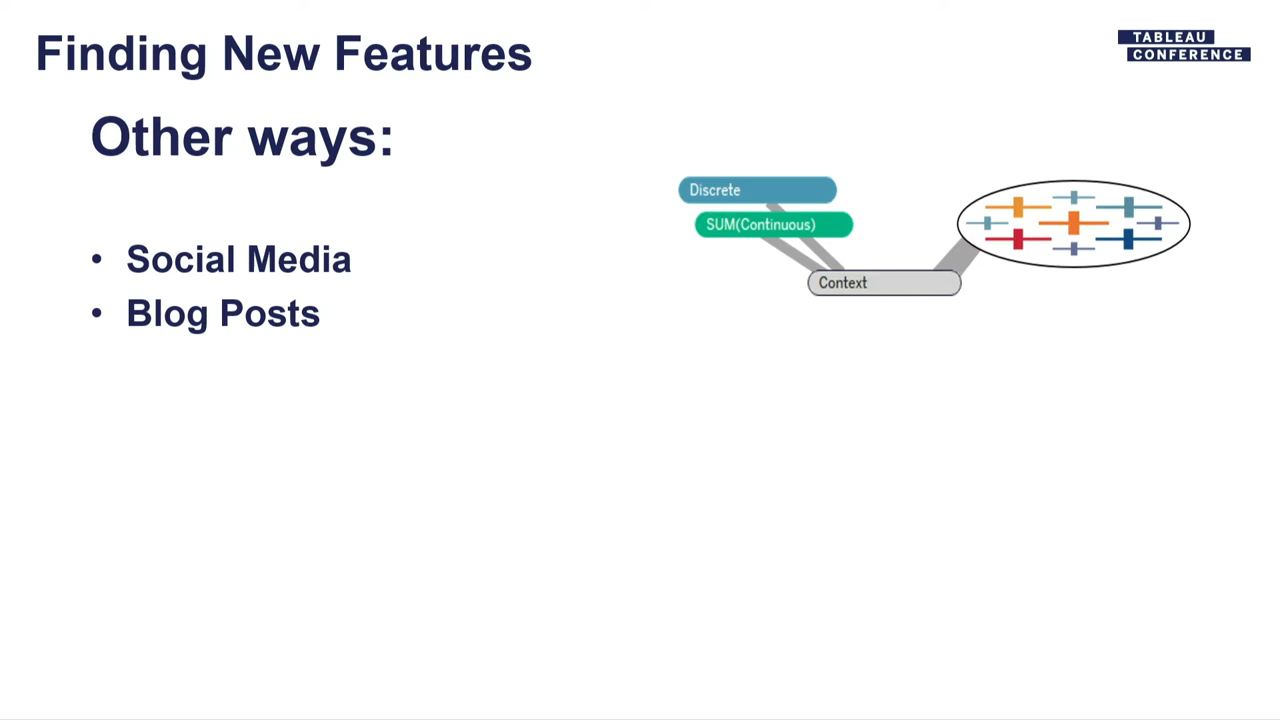 Finding New Features
TABLEAU
CONFERENCE
Other ways:
• Social Media
• Blog Posts
Discrete
SUM(Continuous)
Context